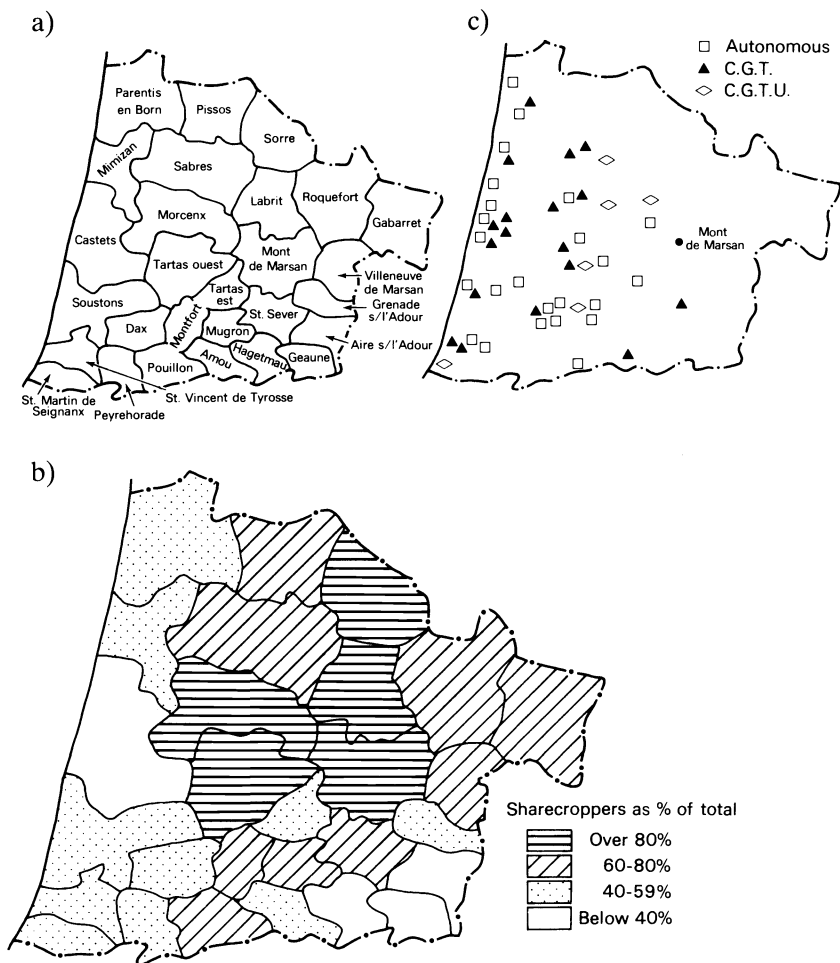 a)
Parentis
en Born
Pissos
Sorre
Mimizan
Sabres
Labrit
Roquefort
Gabarret
Morcenx
Castets
Mont
de Marsan
Tartas ouest
Villeneuve
de Marsan
Tartas
est
Soustons
Grenade
s/l'Adour
St. Sever
Montfort
Dax
Mugron
Aire s/l'Adour
Hagetmau
Geaune
Pouillon
Amou
St. Martin de
Seignanx
Peyrehorade
St. Vincent de Tyrosse
c)
Autonomous
C.G.T.
C.G.T.U.
Mont
de Marsan
b)
Sharecroppers as % of total
Over 80%
60-80%
40-59%
Below 40%